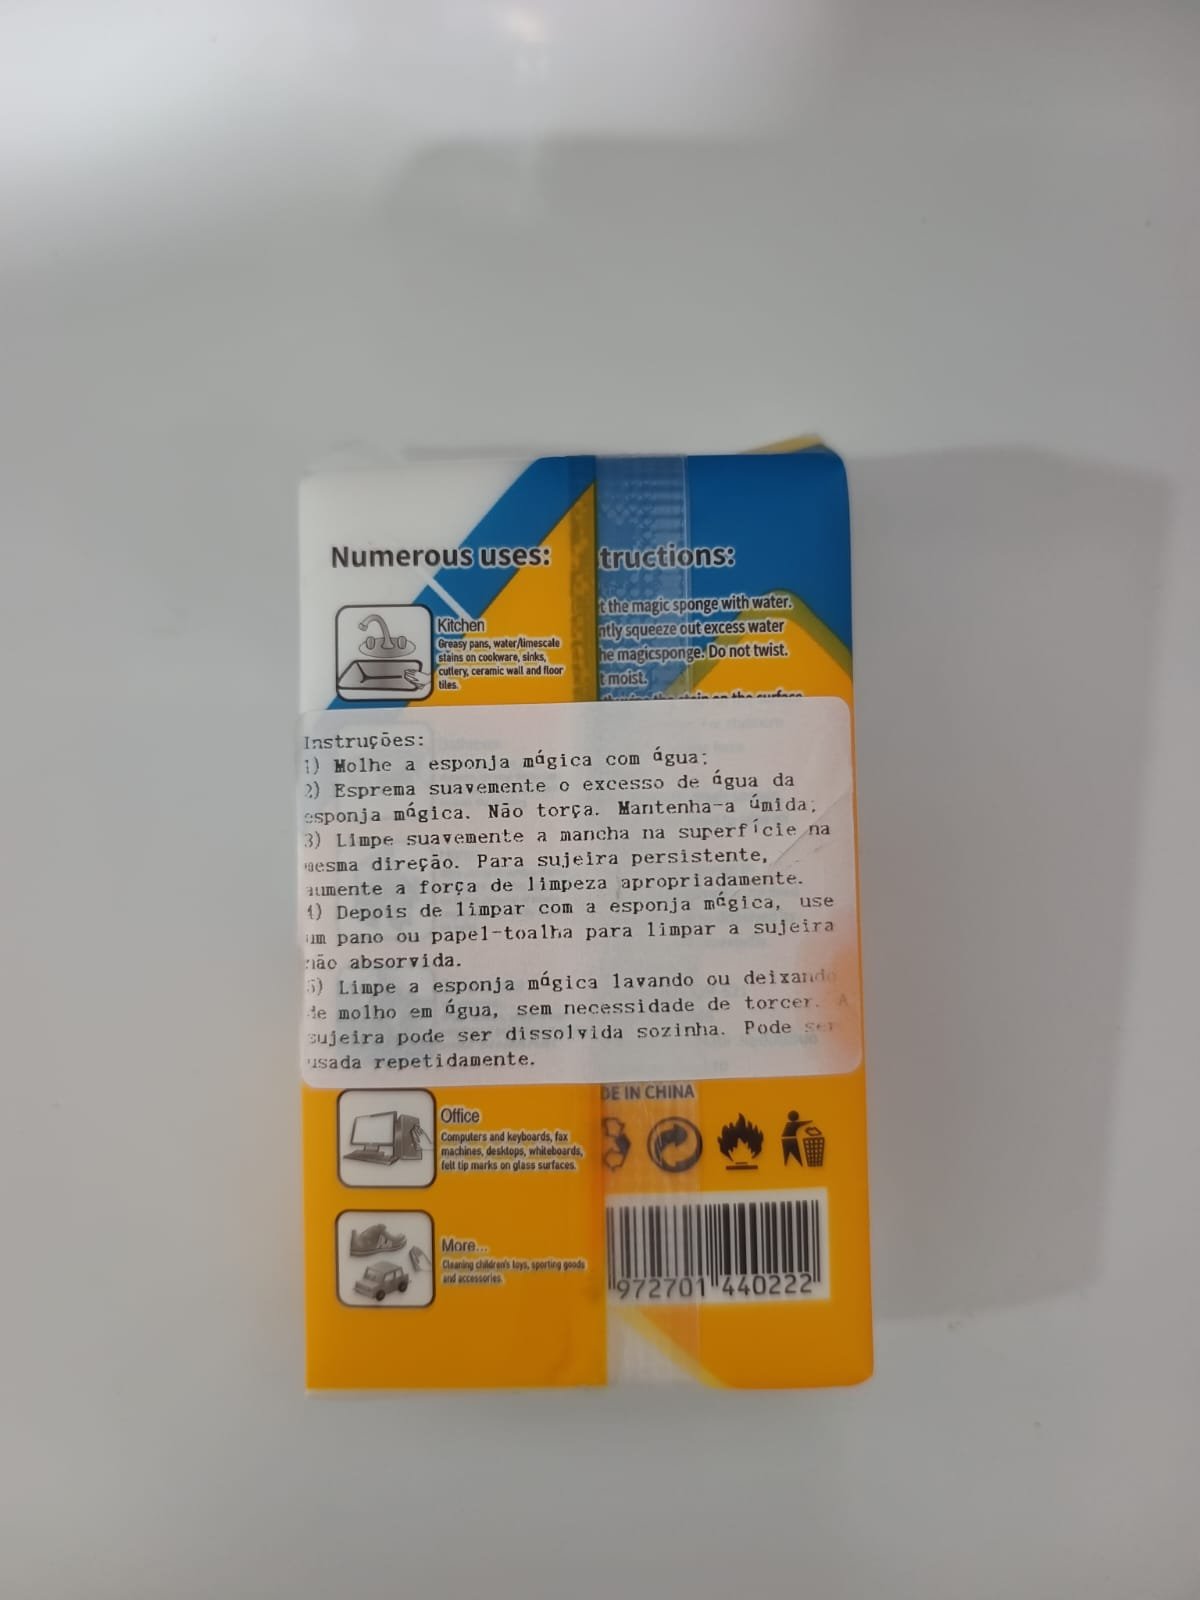 Numerous uses:
tructions:
Kitchen
Greasy pans, water/limescale
stains on cookware, sinks,
cutlery, ceramic wall and floor
tiles.
t the magic sponge with water.
ntly squeeze out excess water
he magicsponge. Do not twist.
t moist.
Instruções:
1) Molhe a esponja mágica com água;
2) Esprema suavemente o excesso de água da
esponja mágica. Não torça. Mantenha-a úmida;
3) Limpe suavemente a mancha na superfície na
mesma direção. Para sujeira persistente,
aumente a força de limpeza apropriadamente.
4) Depois de limpar com a esponja mágica, use
um pano ou papel-toalha para limpar a sujeira
não absorvida.
5) Limpe a esponja mágica lavando ou deixando
de molho em água, sem necessidade de torcer. A
sujeira pode ser dissolvida sozinha. Pode ser
usada repetidamente.
DE IN CHINA
Office
Computers and keyboards, fax
machines, desktops, whiteboards,
felt tip marks on glass surfaces.
More...
Cleaning children's toys, sporting goods
and accessories.
972701 440222